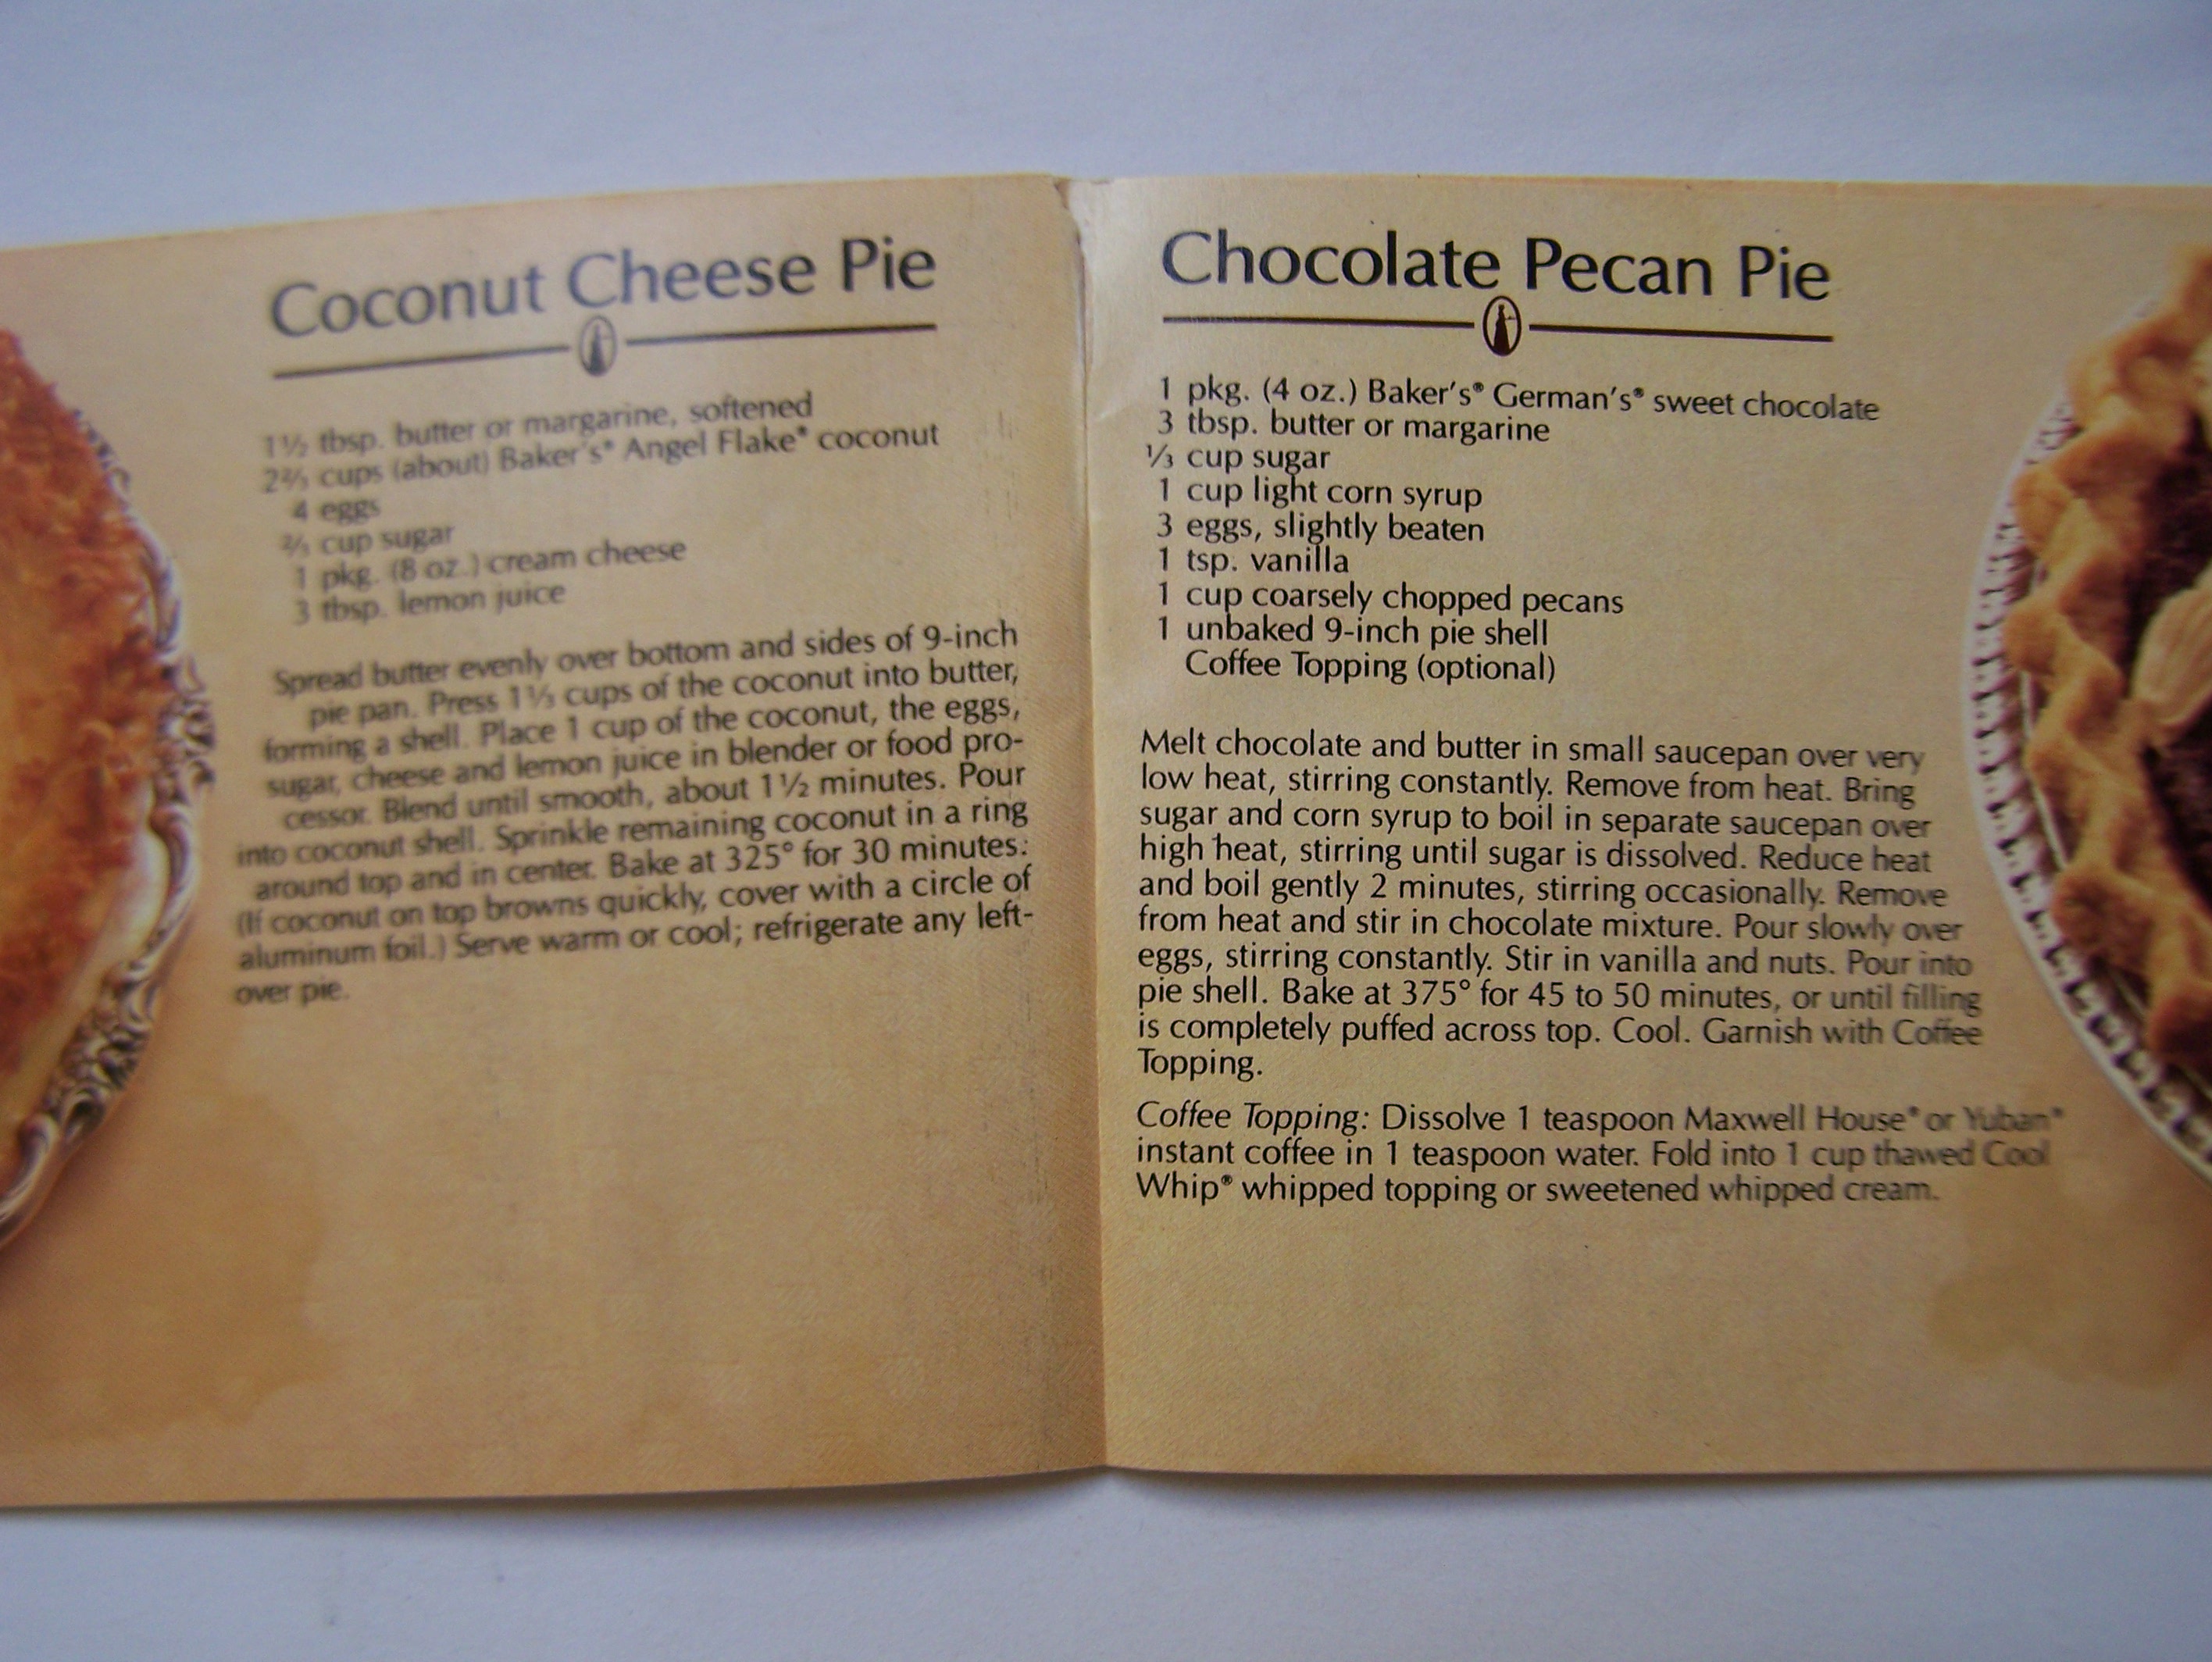 Coconut Cheese Pie
1½ tbsp. butter or margarine, softened
2⅔ cups (about) Baker's® Angel Flake® coconut
4 eggs
⅔ cup sugar
1 pkg. (8 oz.) cream cheese
3 tbsp. lemon juice
Spread butter evenly over bottom and sides of 9-inch
pie pan. Press 1⅓ cups of the coconut into butter,
forming a shell. Place 1 cup of the coconut, the eggs,
sugar, cheese and lemon juice in blender or food pro-
cessor. Blend until smooth, about 1½ minutes. Pour
into coconut shell. Sprinkle remaining coconut in a ring
around top and in center. Bake at 325° for 30 minutes.
(If coconut on top browns quickly, cover with a circle of
aluminum foil.) Serve warm or cool; refrigerate any left-
over pie.
Chocolate Pecan Pie
1 pkg. (4 oz.) Baker's® German's® sweet chocolate
3 tbsp. butter or margarine
⅓ cup sugar
1 cup light corn syrup
3 eggs, slightly beaten
1 tsp. vanilla
1 cup coarsely chopped pecans
1 unbaked 9-inch pie shell
Coffee Topping (optional)
Melt chocolate and butter in small saucepan over very
low heat, stirring constantly. Remove from heat. Bring
sugar and corn syrup to boil in separate saucepan over
high heat, stirring until sugar is dissolved. Reduce heat
and boil gently 2 minutes, stirring occasionally. Remove
from heat and stir in chocolate mixture. Pour slowly over
eggs, stirring constantly. Stir in vanilla and nuts. Pour into
pie shell. Bake at 375° for 45 to 50 minutes, or until filling
is completely puffed across top. Cool. Garnish with Coffee
Topping.
Coffee Topping: Dissolve 1 teaspoon Maxwell House® or Yuban®
instant coffee in 1 teaspoon water. Fold into 1 cup thawed Cool
Whip® whipped topping or sweetened whipped cream.